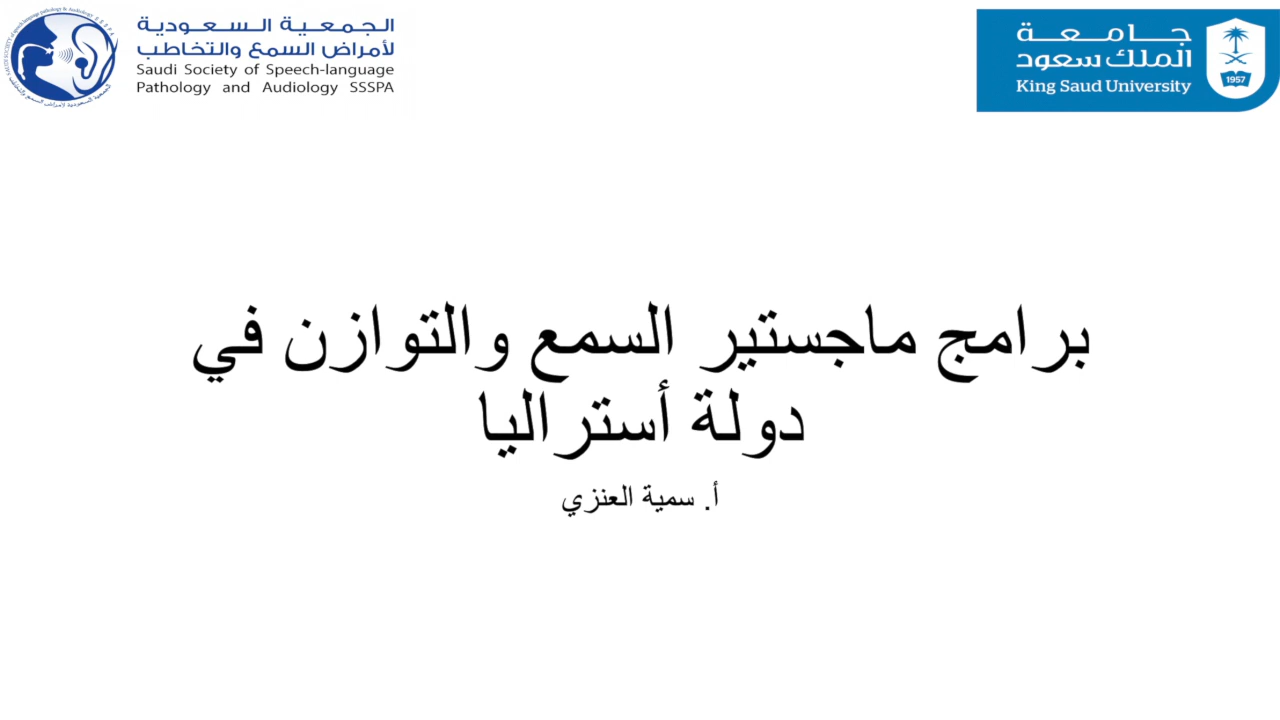 الجمعية السعودية
لأمراض السمع والتخاطب
Saudi Society of Speech-language
Pathology and Audiology SSSPA
جامعة
الملك سعود
King Saud University
1957
برامج ماجستير السمع والتوازن في
دولة أستراليا
أ. سمية العنزي